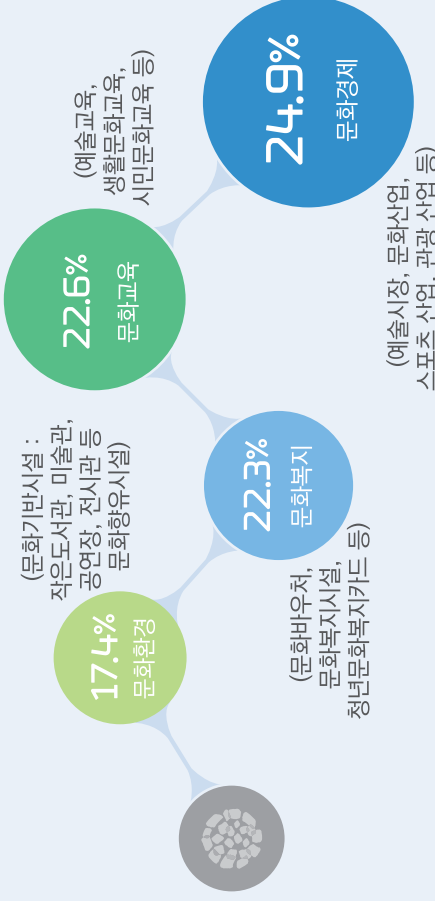 (문화기반시설 :
작은도서관, 미술관,
공연장, 전시관 등
문화향유시설)
17.4%
문화환경
22.3%
문화복지
(문화바우처,
문화복지시설,
청년문화복지카드 등)
22.6%
문화교육
(예술교육,
생활문화교육,
시민문화교육 등)
24.9%
문화경제
(예술시장, 문화산업,
스포츠 산업, 관광 산업 등)